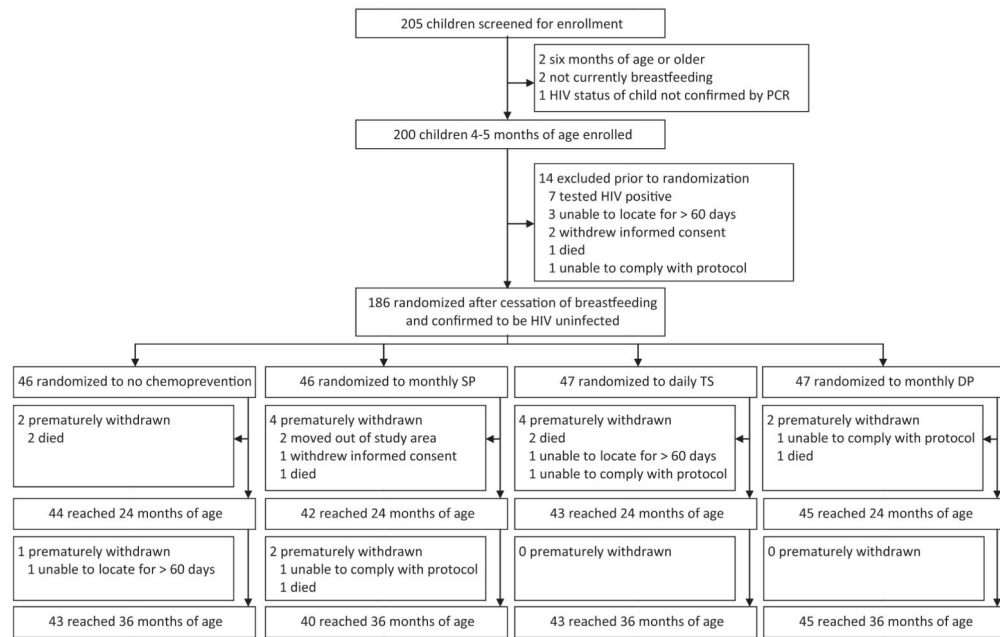 205 children screened for enrollment
2 six months of age or older
2 not currently breastfeeding
1 HIV status of child not confirmed by PCR
200 children 4-5 months of age enrolled
14 excluded prior to randomization
7 tested HIV positive
3 unable to locate for > 60 days
2 withdrew informed consent
1 died
1 unable to comply with protocol
186 randomized after cessation of breastfeeding
and confirmed to be HIV uninfected
46 randomized to no chemoprevention
46 randomized to monthly SP
47 randomized to daily TS
47 randomized to monthly DP
2 prematurely withdrawn
2 died
4 prematurely withdrawn
2 moved out of study area
1 withdrew informed consent
1 died
4 prematurely withdrawn
2 died
1 unable to locate for > 60 days
1 unable to comply with protocol
2 prematurely withdrawn
1 unable to comply with protocol
1 died
44 reached 24 months of age
42 reached 24 months of age
43 reached 24 months of age
45 reached 24 months of age
1 prematurely withdrawn
1 unable to locate for > 60 days
2 prematurely withdrawn
1 unable to comply with protocol
1 died
0 prematurely withdrawn
0 prematurely withdrawn
43 reached 36 months of age
40 reached 36 months of age
43 reached 36 months of age
45 reached 36 months of age